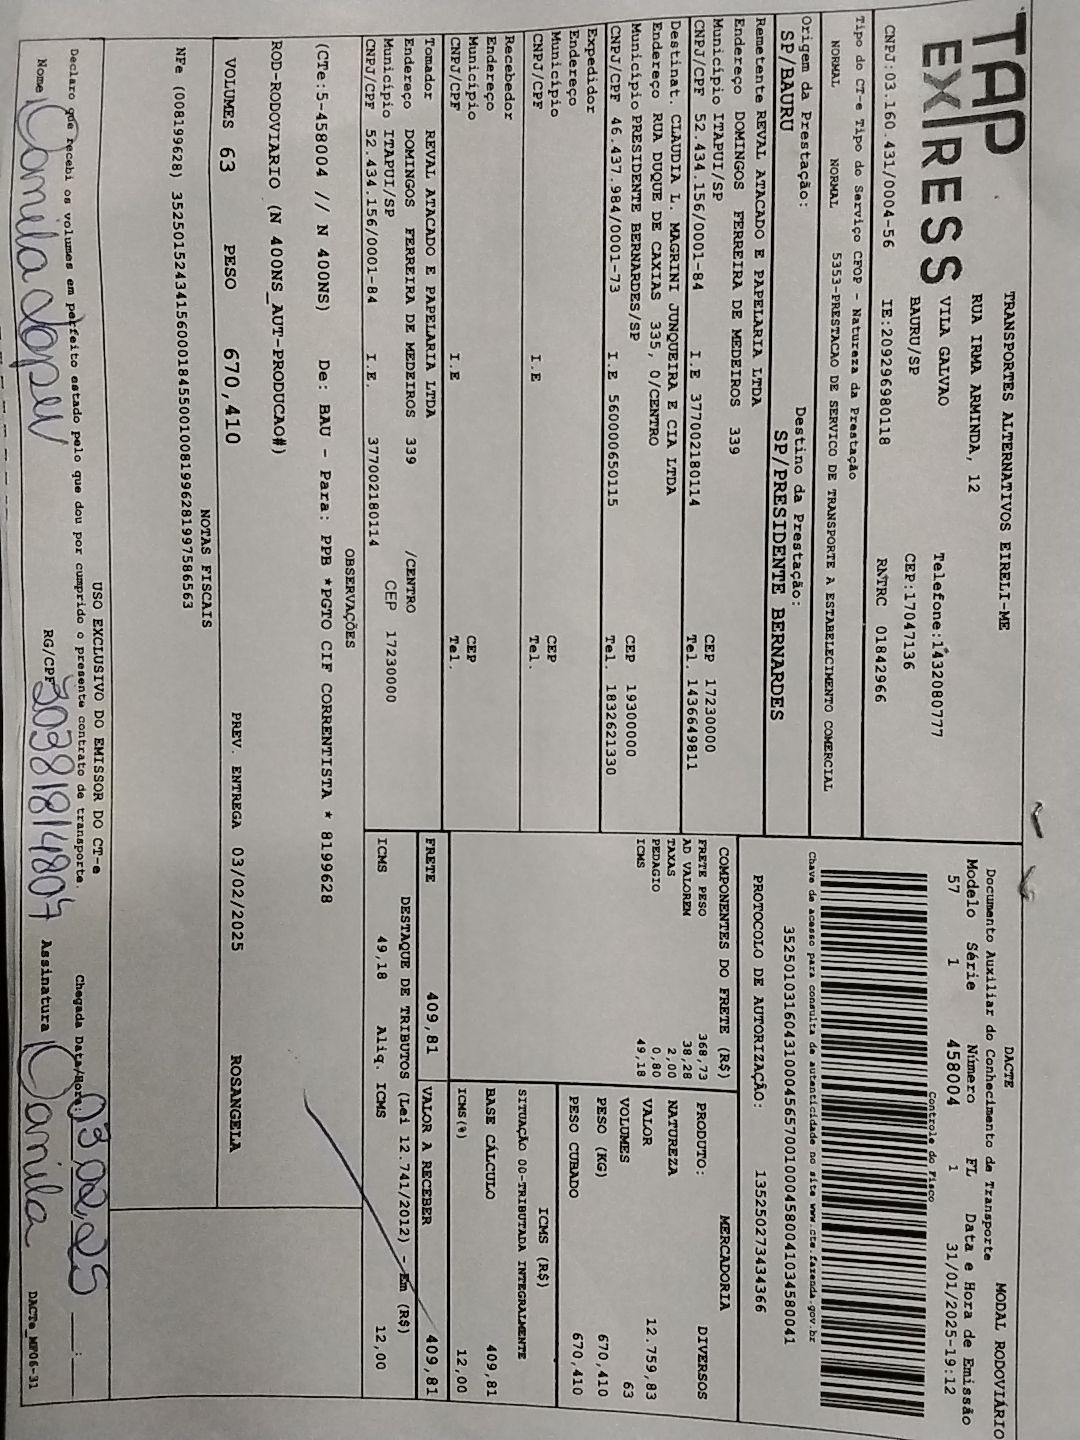 TAP
EXPRESS
TRANSPORTES ALTERNATIVOS EIRELI-ME
RUA IRMA ARMINDA, 12
VILA GALVAO Telefone:1432080777
BAURU/SP CEP:17047136
CNPJ:03.160.431/0004-56 IE:209296980118 RNTRC 01842966
Tipo do CT-e Tipo do Serviço CFOP - Natureza da Prestação
NORMAL NORMAL 5353-PRESTACAO DE SERVICO DE TRANSPORTE A ESTABELECIMENTO COMERCIAL
Origem da Prestação: Destino da Prestação:
SP/BAURU SP/PRESIDENTE BERNARDES
Remetente REVAL ATACADO E PAPELARIA LTDA
Endereço DOMINGOS FERREIRA DE MEDEIROS 339
Município ITAPUI/SP CEP 17230000
CNPJ/CPF 52.434.156/0001-84 I.E 377002180114 Tel. 1436649811
Destinat. CLAUDIA L. MAGRINI JUNQUEIRA E CIA LTDA
Endereço RUA DUQUE DE CAXIAS 335, 0/CENTRO
Município PRESIDENTE BERNARDES/SP CEP 19300000
CNPJ/CPF 46.437.984/0001-73 I.E 560000650115 Tel. 1832621330
Expedidor
Endereço
Município CEP
CNPJ/CPF I.E Tel.
Recebedor
Endereço
Município CEP
CNPJ/CPF I.E Tel.
Tomador REVAL ATACADO E PAPELARIA LTDA
Endereço DOMINGOS FERREIRA DE MEDEIROS 339 /CENTRO
Município ITAPUI/SP CEP 17230000
CNPJ/CPF 52.434.156/0001-84 I.E. 377002180114
DACTE MODAL RODOVIÁRIO
Documento Auxiliar do Conhecimento de Transporte
Modelo Série Número FL Data e Hora de Emissão
57 1 458004 1 31/01/2025-19:12
Controle do Fisco
Chave de acesso para consulta de autenticidade no site www.cte.fazenda.gov.br
35250103160431000456570010004580041034580041
PROTOCOLO DE AUTORIZAÇÃO: 135250273434366
COMPONENTES DO FRETE (R$)
FRETE PESO 368,73
AD VALOREM 38,28
TAXAS 2,00
PEDAGIO 0,80
ICMS 49,18
MERCADORIA
PRODUTO: DIVERSOS
NATUREZA
VALOR 12.759,83
VOLUMES 63
PESO (KG) 670,410
PESO CUBADO 670,410
ICMS (R$)
SITUAÇÃO 00-TRIBUTADA INTEGRALMENTE
BASE CÁLCULO 409,81
ICMS(%) 12,00
FRETE 409,81 VALOR A RECEBER 409,81
DESTAQUE DE TRIBUTOS (Lei 12.741/2012) - Em (R$)
ICMS 49,18 Aliq. ICMS 12,00
OBSERVAÇÕES
(CTe:5-458004 // N 400NS) De: BAU - Para: PPB *PGTO CIF CORRENTISTA * 8199628
ROD-RODOVIARIO (N 400NS_AUT-PRODUCAO#)
VOLUMES 63 PESO 670,410 PREV. ENTREGA 03/02/2025 ROSANGELA
NOTAS FISCAIS
NFe (008199628) 35250152434156000184550010081996281997586563
USO EXCLUSIVO DO EMISSOR DO CT-e
Declaro que recebi os volumes em perfeito estado pelo que dou por cumprido o presente contrato de transporte. Chegada Data/Hora: 03 02 25 ___:___
Nome Camila Lopes RG/CPF 30381814807 Assinatura Camila
DACTe_MP06-31